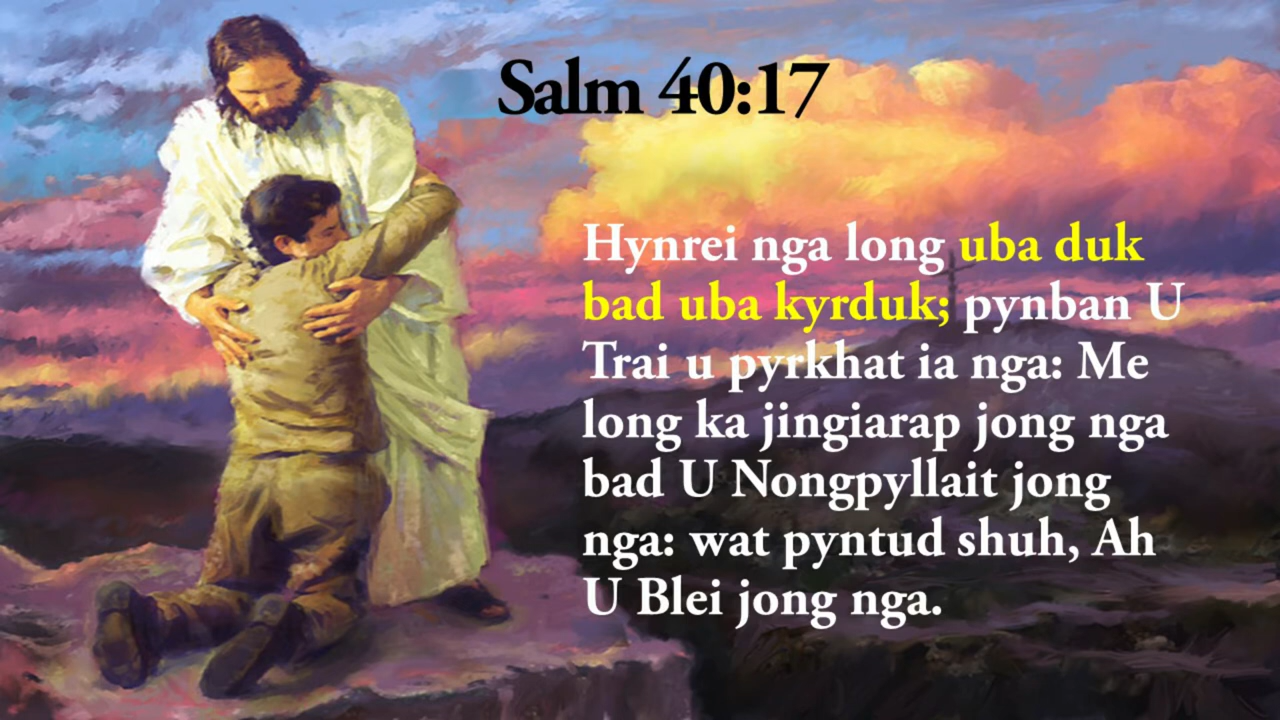 Salm 40:17
Hynrei nga long uba duk
bad uba kyrduk; pynban U
Trai u pyrkhat ia nga: Me
long ka jingiarap jong nga
bad U Nongpyllait jong
nga: wat pyntud shuh, Ah
U Blei jong nga.